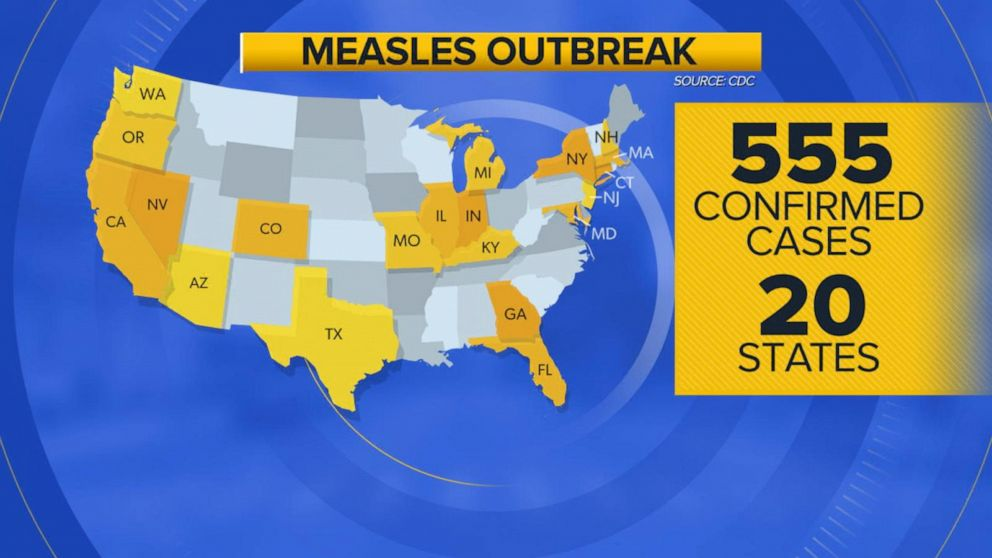 MEASLES OUTBREAK
SOURCE: CDC
555
CONFIRMED
CASES
20
STATES
WA
OR
CA
NV
AZ
CO
TX
MO
IL
IN
MI
KY
GA
FL
NY
NH
MA
CT
NJ
MD